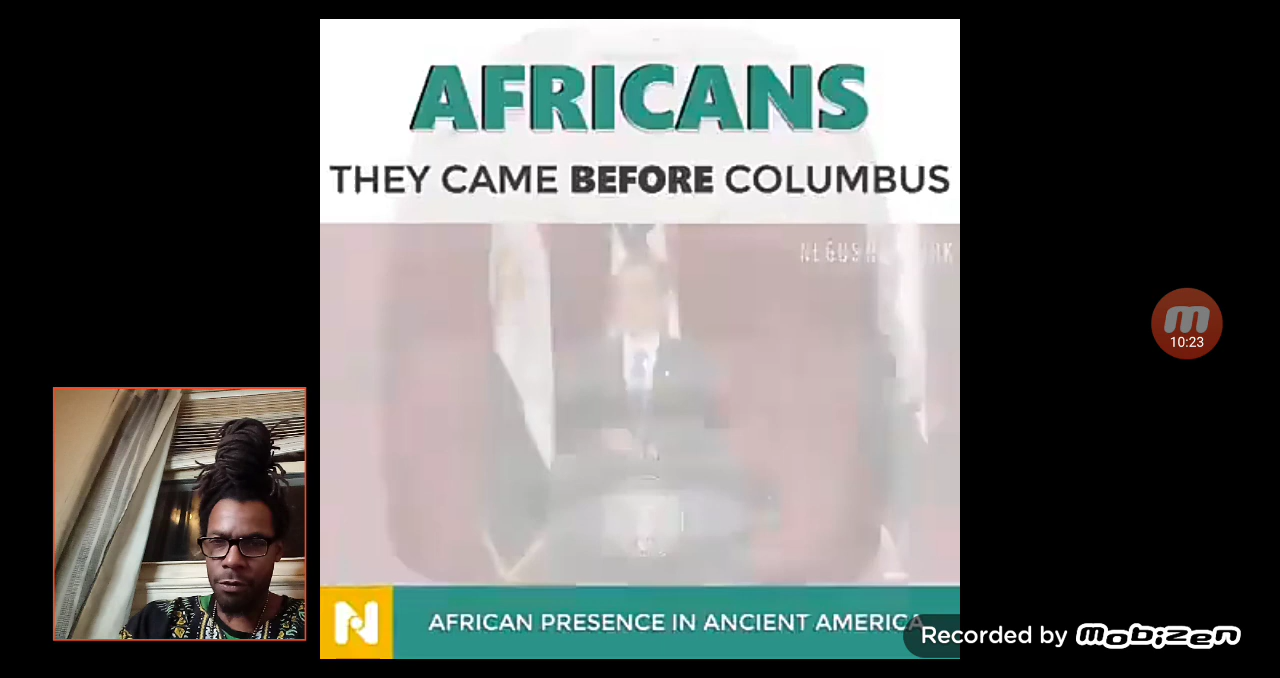 AFRICANS
THEY CAME BEFORE COLUMBUS
AFRICAN PRESENCE IN ANCIENT AMERICA
10:23
Recorded by mobizen